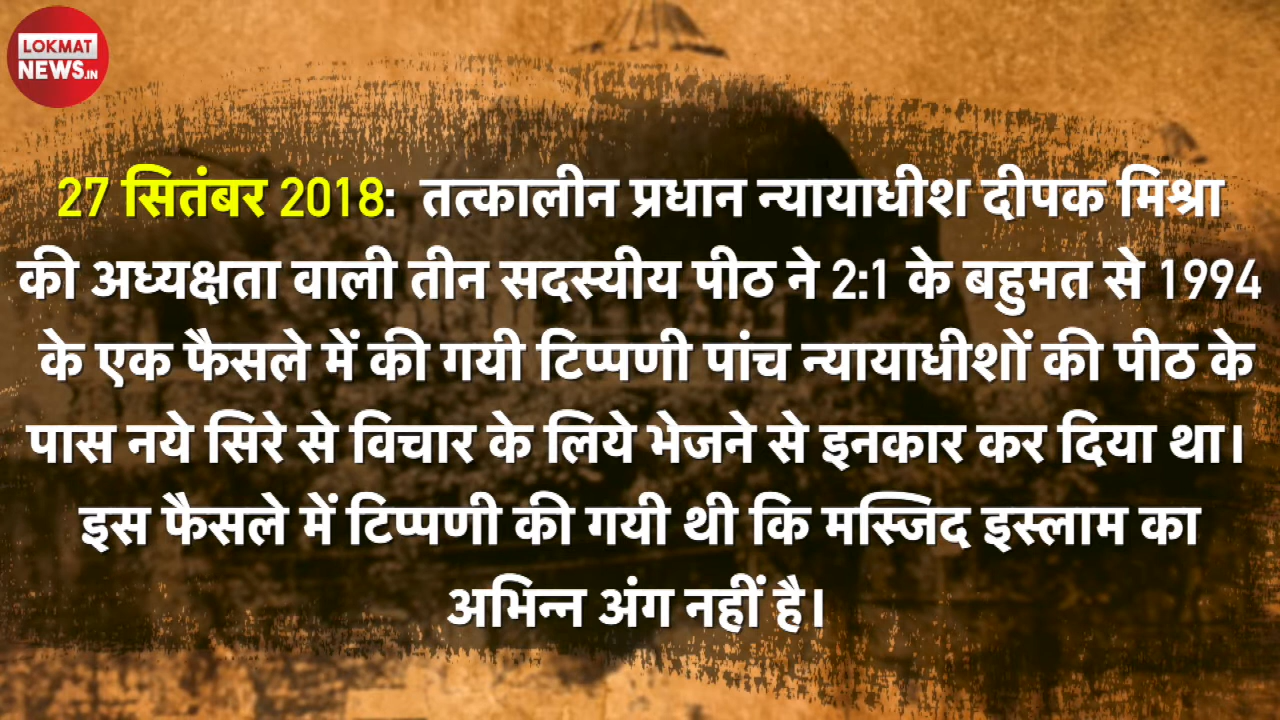 LOKMAT
NEWS.IN
27 सितंबर 2018: तत्कालीन प्रधान न्यायाधीश दीपक मिश्रा
की अध्यक्षता वाली तीन सदस्यीय पीठ ने 2:1 के बहुमत से 1994
के एक फैसले में की गयी टिप्पणी पांच न्यायाधीशों की पीठ के
पास नये सिरे से विचार के लिये भेजने से इनकार कर दिया था।
इस फैसले में टिप्पणी की गयी थी कि मस्जिद इस्लाम का
अभिन्न अंग नहीं है।